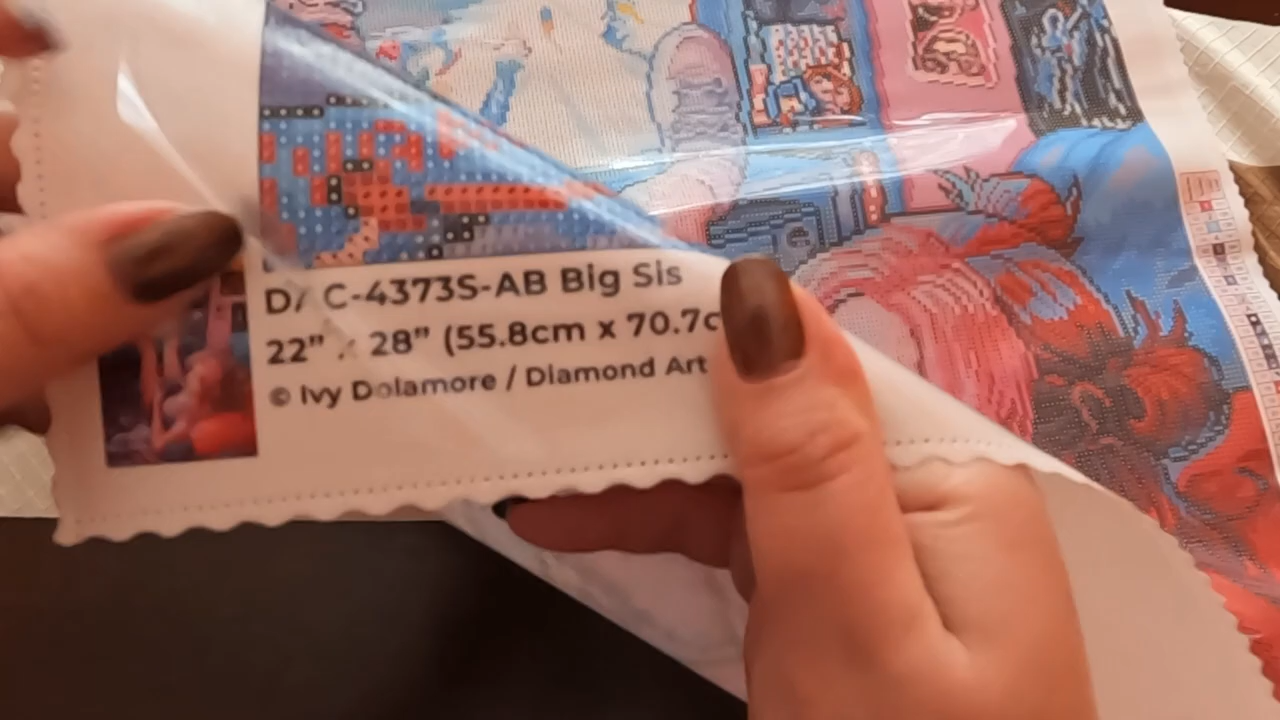 C-4373S-AB Big Sis
22” 28” (55.8cm x 70.7c
© Ivy Dolamore / Diamond Art